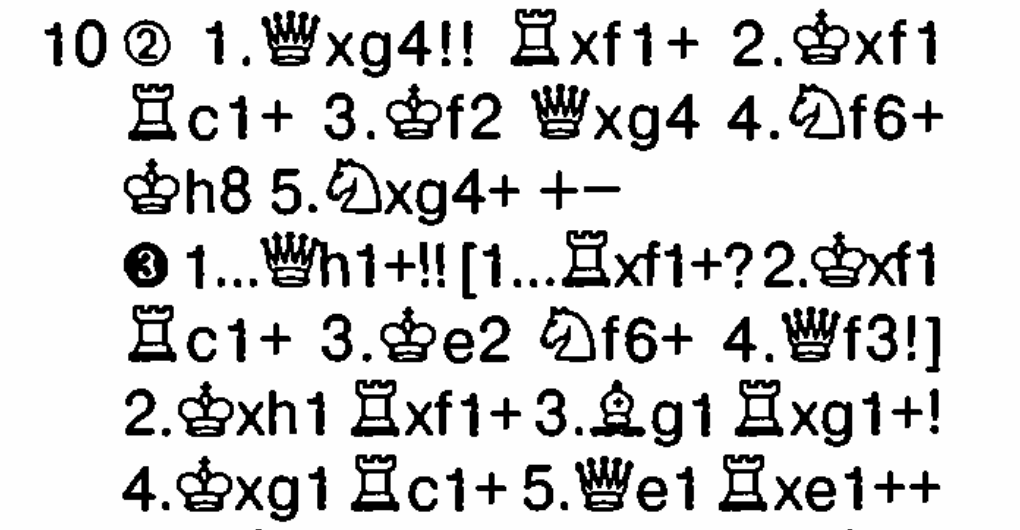 10 ② 1.♕xg4!! ♖xf1+ 2.♔xf1
♖c1+ 3.♔f2 ♕xg4 4.♘f6+
♔h8 5.♘xg4+ +−
❸ 1...♕h1+!! [1...♖xf1+? 2.♔xf1
♖c1+ 3.♔e2 ♘f6+ 4.♕f3!]
2.♔xh1 ♖xf1+ 3.♗g1 ♖xg1+!
4.♔xg1 ♖c1+ 5.♕e1 ♖xe1++